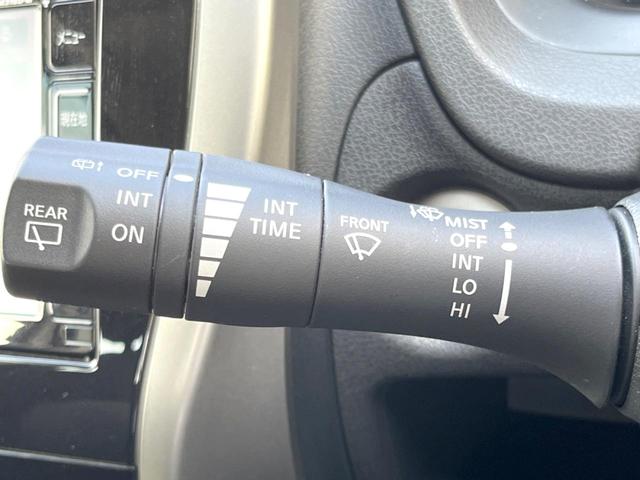 現在地
REAR
OFF
INT
ON
INT
TIME
FRONT
MIST
OFF
INT
LO
HI